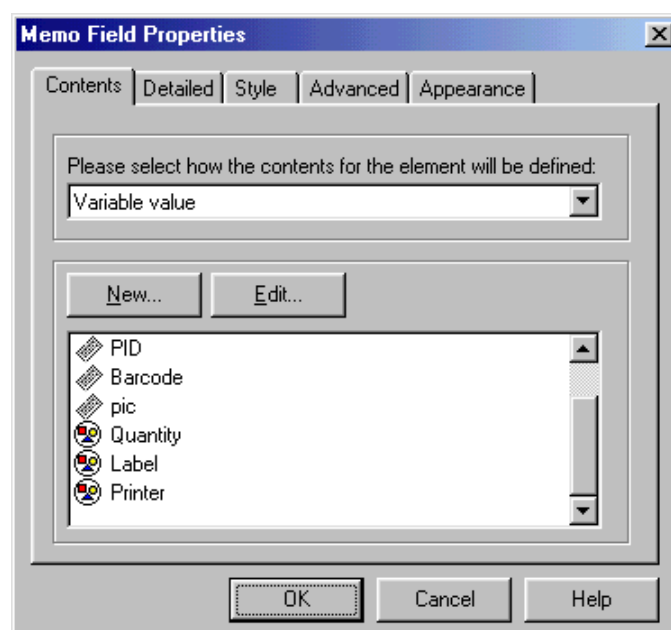 Memo Field Properties
Contents Detailed Style Advanced Appearance
Please select how the contents for the element will be defined:
Variable value
New... Edit...
PID
Barcode
pic
Quantity
Label
Printer
OK Cancel Help